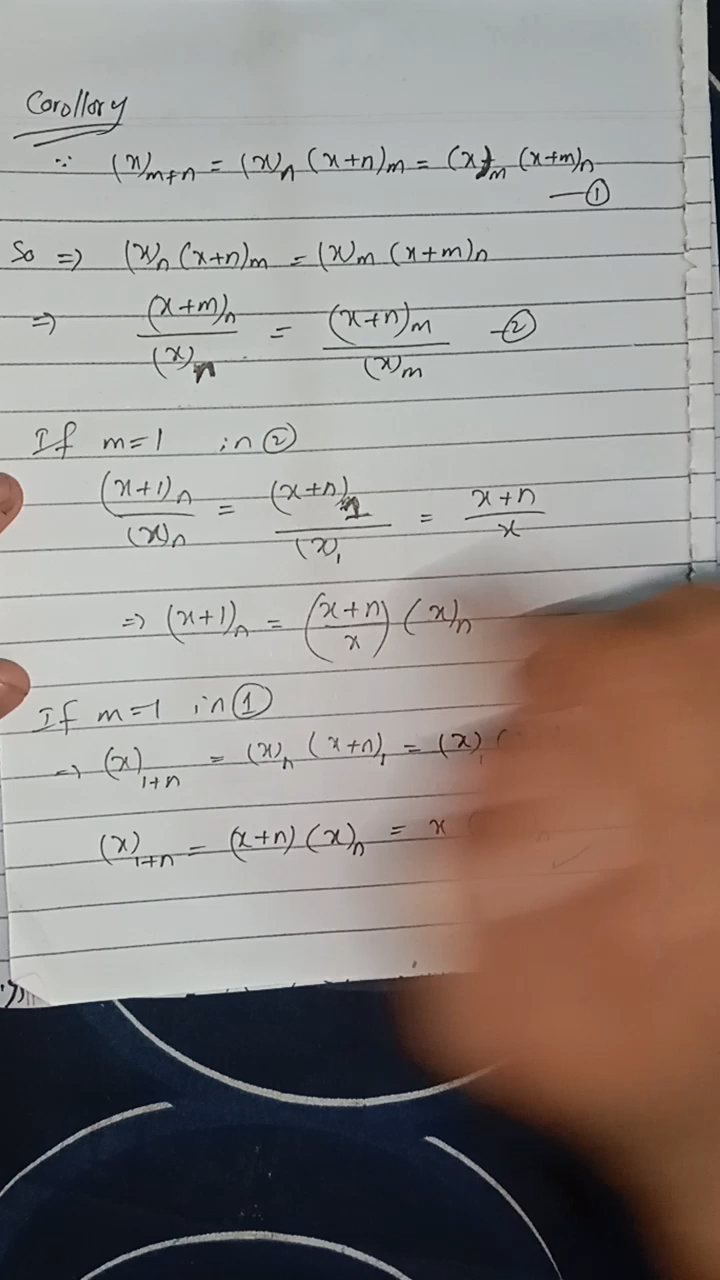 Corollory
∵ (x)ₘ₊ₙ = (x)ₙ (x+n)ₘ = (x)ₘ (x+m)ₙ —①
So ⇒ (x)ₙ (x+n)ₘ = (x)ₘ (x+m)ₙ
⇒ (x+m)ₙ / (x)ₙ = (x+n)ₘ / (x)ₘ —②
If m=1 in ②
(x+1)ₙ / (x)ₙ = (x+n)₁ / (x)₁ = x+n / x
⇒ (x+1)ₙ = (x+n / x) (x)ₙ
If m=1 in ①
⇒ (x)₁₊ₙ = (x)ₙ (x+n)₁ = (x)₁ (
(x)₁₊ₙ = (x+n) (x)ₙ = x